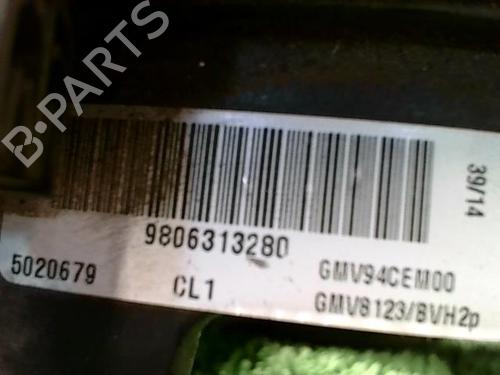 B-PARTS
39/14
9806313280
GMV94CEM00
5020679
CL1
GMV8123/BVH2p